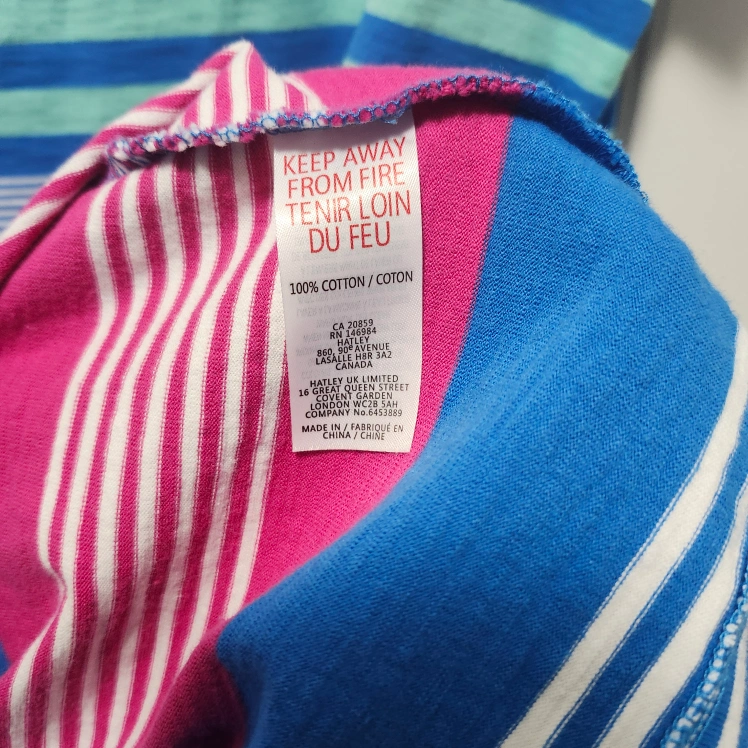 KEEP AWAY
FROM FIRE
TENIR LOIN
DU FEU
100% COTTON / COTON
CA 20859
RN 146984
HATLEY
860, 90ᵉ AVENUE
LASALLE H8R 3A2
CANADA
HATLEY UK LIMITED
16 GREAT QUEEN STREET
COVENT GARDEN
LONDON WC2B 5AH
COMPANY No.6453889
MADE IN / FABRIQUÉ EN
CHINA / CHINE